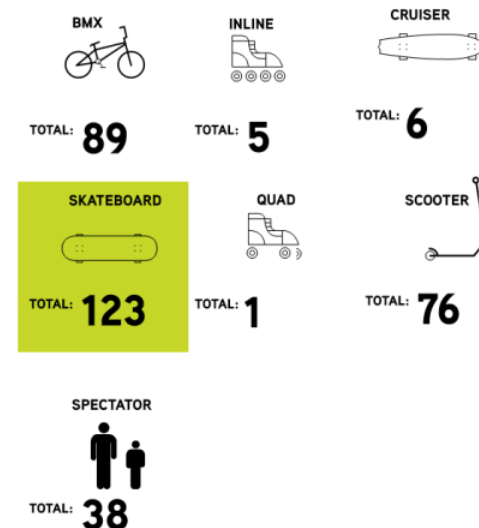 BMX
INLINE
CRUISER
TOTAL: 89
TOTAL: 5
TOTAL: 6
SKATEBOARD
QUAD
SCOOTER
TOTAL: 123
TOTAL: 1
TOTAL: 76
SPECTATOR
TOTAL: 38